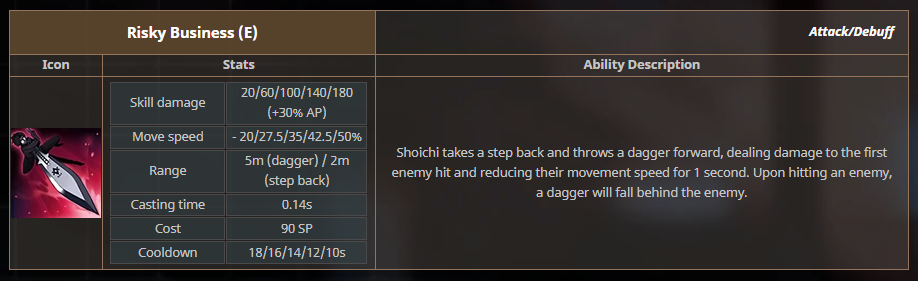 Risky Business (E)
Attack/Debuff
Icon
Stats
Ability Description
Skill damage
20/60/100/140/180
(+30% AP)
Move speed
- 20/27.5/35/42.5/50%
Range
5m (dagger) / 2m
(step back)
Casting time
0.14s
Cost
90 SP
Cooldown
18/16/14/12/10s
Shoichi takes a step back and throws a dagger forward, dealing damage to the first
enemy hit and reducing their movement speed for 1 second. Upon hitting an enemy,
a dagger will fall behind the enemy.